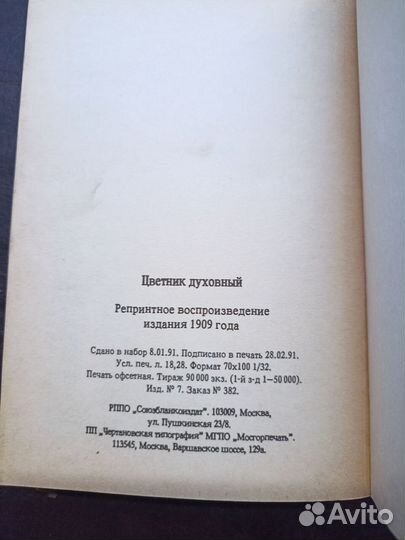 Цветник духовный
Репринтное воспроизведение
издания 1909 года
Сдано в набор 8.01.91. Подписано в печать 28.02.91.
Усл. печ. л. 18,28. Формат 70х100 1/32.
Печать офсетная. Тираж 90 000 экз. (1-й з-д 1—50 000).
Изд. № 7. Заказ № 382.
РППО „Союзбланкоиздат“. 103009, Москва,
ул. Пушкинская 23/8.
ПП „Чертановская типография“ МГПО „Мосгорпечать“.
113545, Москва, Варшавское шоссе, 129а.
Avito